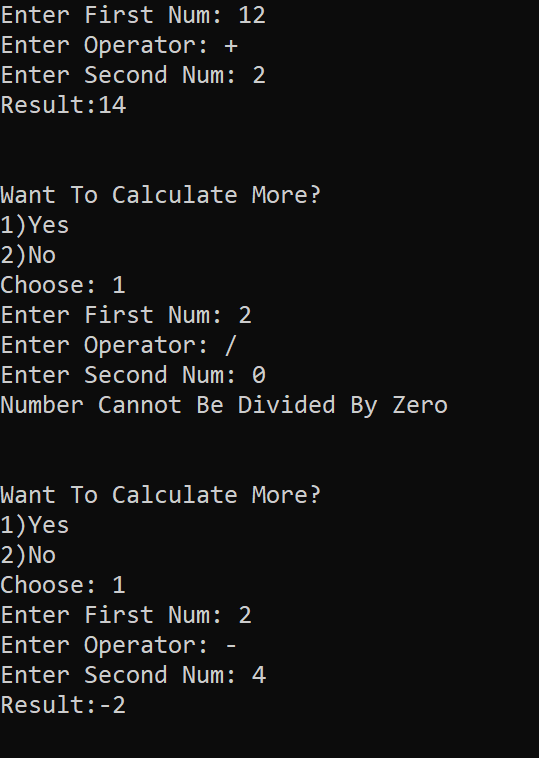 Enter First Num: 12
Enter Operator: +
Enter Second Num: 2
Result:14
Want To Calculate More?
1)Yes
2)No
Choose: 1
Enter First Num: 2
Enter Operator: /
Enter Second Num: 0
Number Cannot Be Divided By Zero
Want To Calculate More?
1)Yes
2)No
Choose: 1
Enter First Num: 2
Enter Operator: -
Enter Second Num: 4
Result:-2